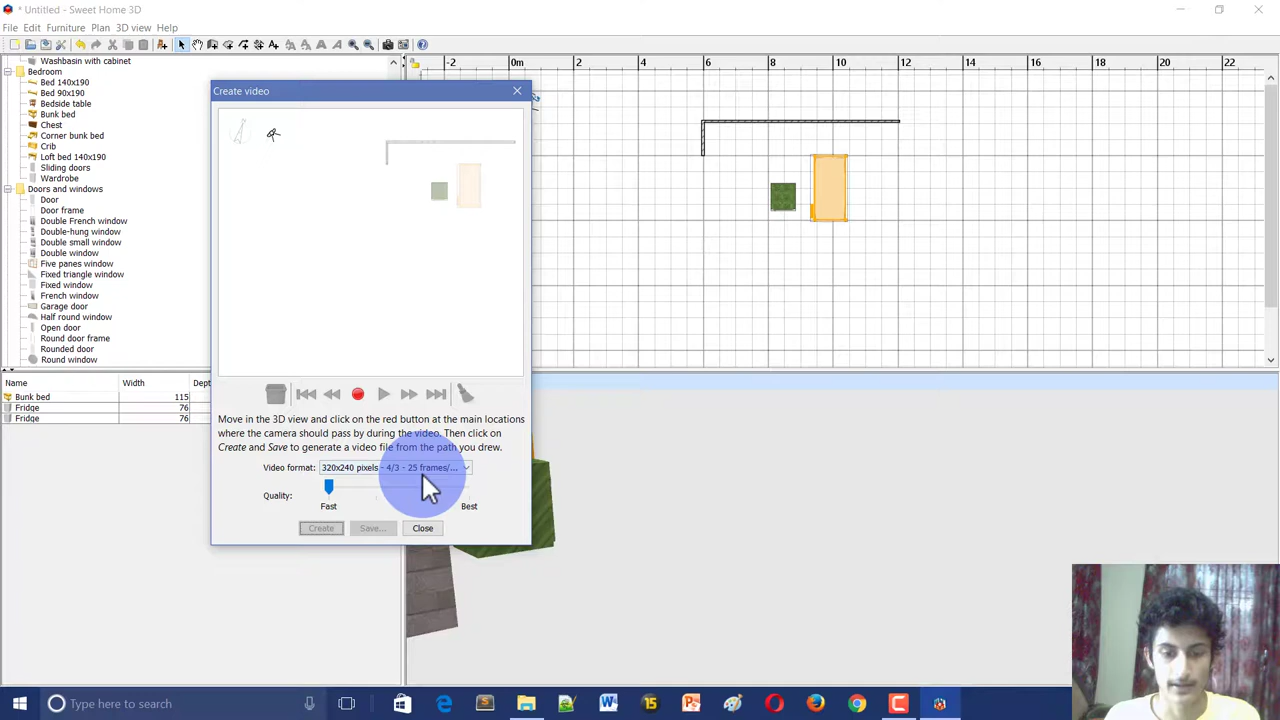 * Untitled - Sweet Home 3D
File Edit Furniture Plan 3D view Help
Washbasin with cabinet
Bedroom
Bed 140x190
Bed 90x190
Bedside table
Bunk bed
Chest
Corner bunk bed
Crib
Loft bed 140x190
Sliding doors
Wardrobe
Doors and windows
Door
Door frame
Double French window
Double-hung window
Double small window
Double window
Five panes window
Fixed triangle window
Fixed window
French window
Garage door
Half round window
Open door
Round door frame
Rounded door
Round window
Name Width Dept
Bunk bed 115
Fridge 76
Fridge 76
-2 0m 2 4 6 8 10 12 14 16 18 20 22
Create video
Move in the 3D view and click on the red button at the main locations
where the camera should pass by during the video. Then click on
Create and Save to generate a video file from the path you drew.
Video format: 320x240 pixels - 4/3 - 25 frames/...
Quality:
Fast Best
Create Save... Close
Type here to search